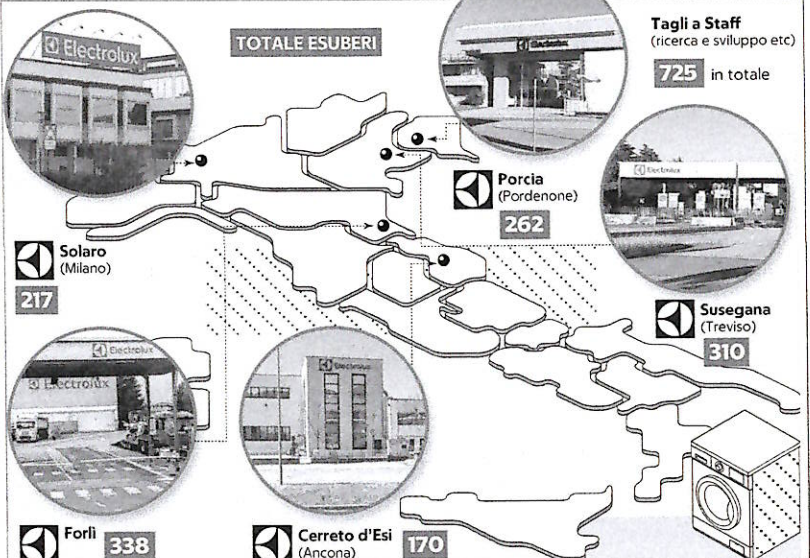 Electrolux
TOTALE ESUBERI
Electrolux
Tagli a Staff
(ricerca e sviluppo etc)
725 in totale
Porcia
(Pordenone)
262
Electrolux
Solaro
(Milano)
217
Susegana
(Treviso)
310
Electrolux
Electrolux
Electrolux
Forlì
338
Cerreto d'Esi
(Ancona)
170